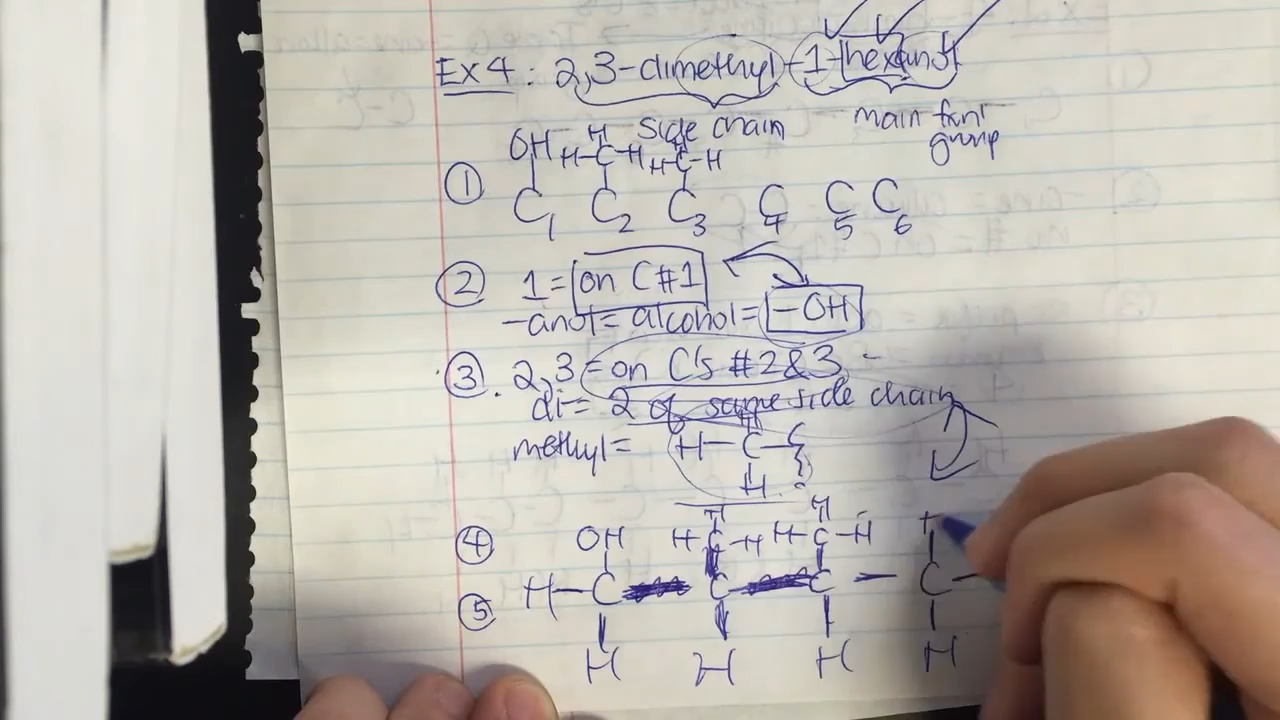 Ex 4 : 2,3-dimethyl-1-hexanol
side chain main fxnl
group
OH H
H-C-H H-C-H
① C1 C2 C3 C4 C5 C6
② 1 = on C #1
-anol = alcohol = -OH
③ 2,3 = on C's #2&3
di = 2 of same side chain
methyl = H-C-
H
H H
④ OH H-C-H H-C-H
⑤ H-C C C - C -
H H H H